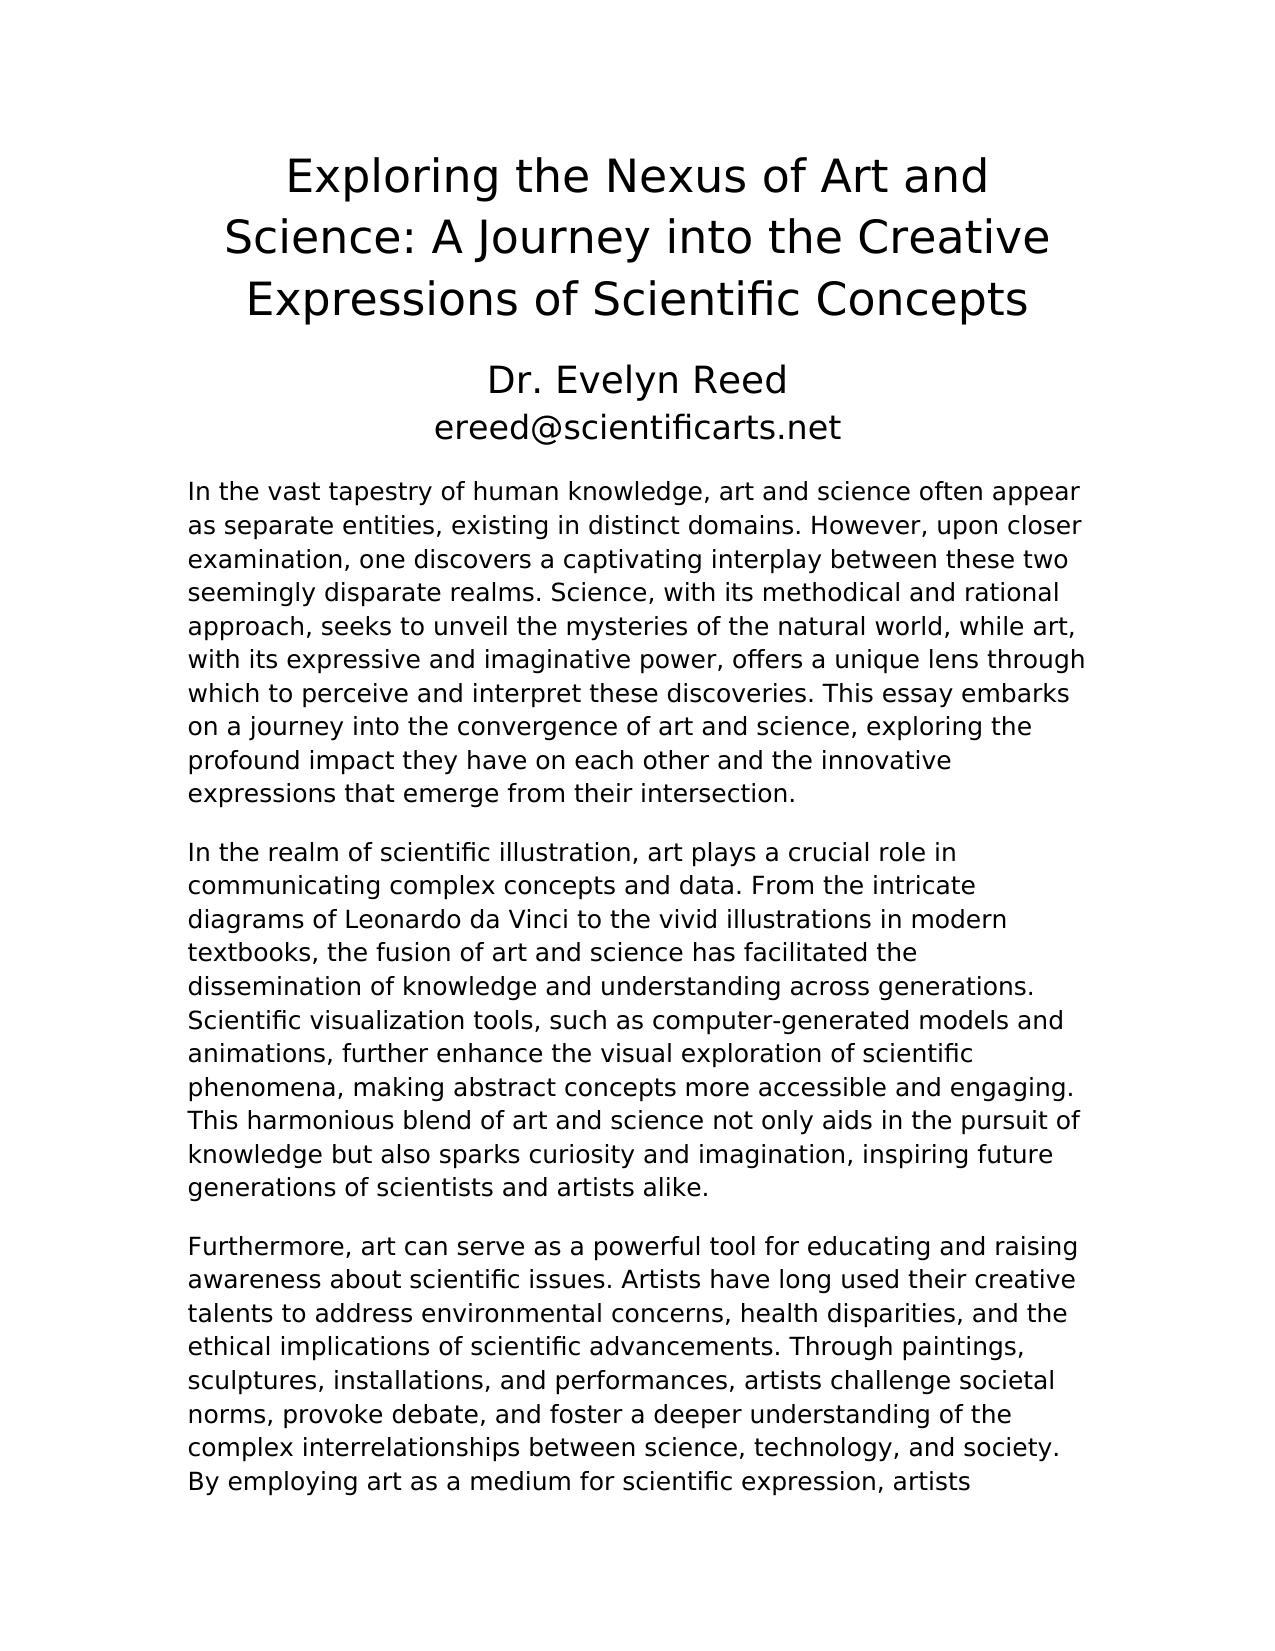 Exploring the Nexus of Art and
Science: A Journey into the Creative
Expressions of Scientific Concepts
Dr. Evelyn Reed
ereed@scientificarts.net
In the vast tapestry of human knowledge, art and science often appear
as separate entities, existing in distinct domains. However, upon closer
examination, one discovers a captivating interplay between these two
seemingly disparate realms. Science, with its methodical and rational
approach, seeks to unveil the mysteries of the natural world, while art,
with its expressive and imaginative power, offers a unique lens through
which to perceive and interpret these discoveries. This essay embarks
on a journey into the convergence of art and science, exploring the
profound impact they have on each other and the innovative
expressions that emerge from their intersection.
In the realm of scientific illustration, art plays a crucial role in
communicating complex concepts and data. From the intricate
diagrams of Leonardo da Vinci to the vivid illustrations in modern
textbooks, the fusion of art and science has facilitated the
dissemination of knowledge and understanding across generations.
Scientific visualization tools, such as computer-generated models and
animations, further enhance the visual exploration of scientific
phenomena, making abstract concepts more accessible and engaging.
This harmonious blend of art and science not only aids in the pursuit of
knowledge but also sparks curiosity and imagination, inspiring future
generations of scientists and artists alike.
Furthermore, art can serve as a powerful tool for educating and raising
awareness about scientific issues. Artists have long used their creative
talents to address environmental concerns, health disparities, and the
ethical implications of scientific advancements. Through paintings,
sculptures, installations, and performances, artists challenge societal
norms, provoke debate, and foster a deeper understanding of the
complex interrelationships between science, technology, and society.
By employing art as a medium for scientific expression, artists